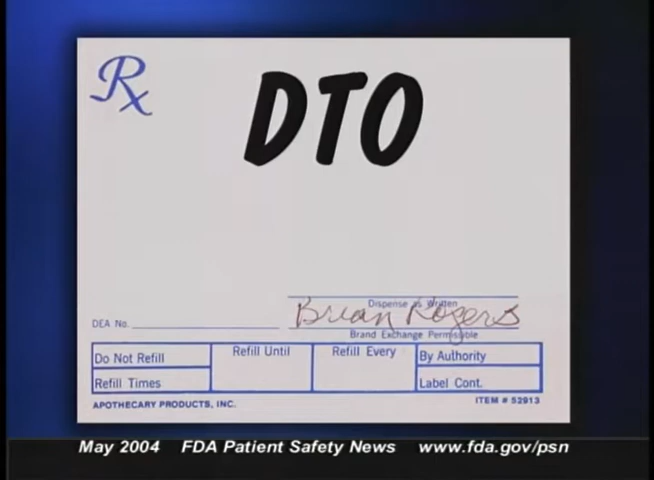 Rx
DTO
Dispense as Written
Brian Rogers
DEA No.
Brand Exchange Permissible
Do Not Refill
Refill Until
Refill Every
By Authority
Refill Times
Label Cont.
APOTHECARY PRODUCTS, INC.
ITEM # 52913
May 2004 FDA Patient Safety News www.fda.gov/psn